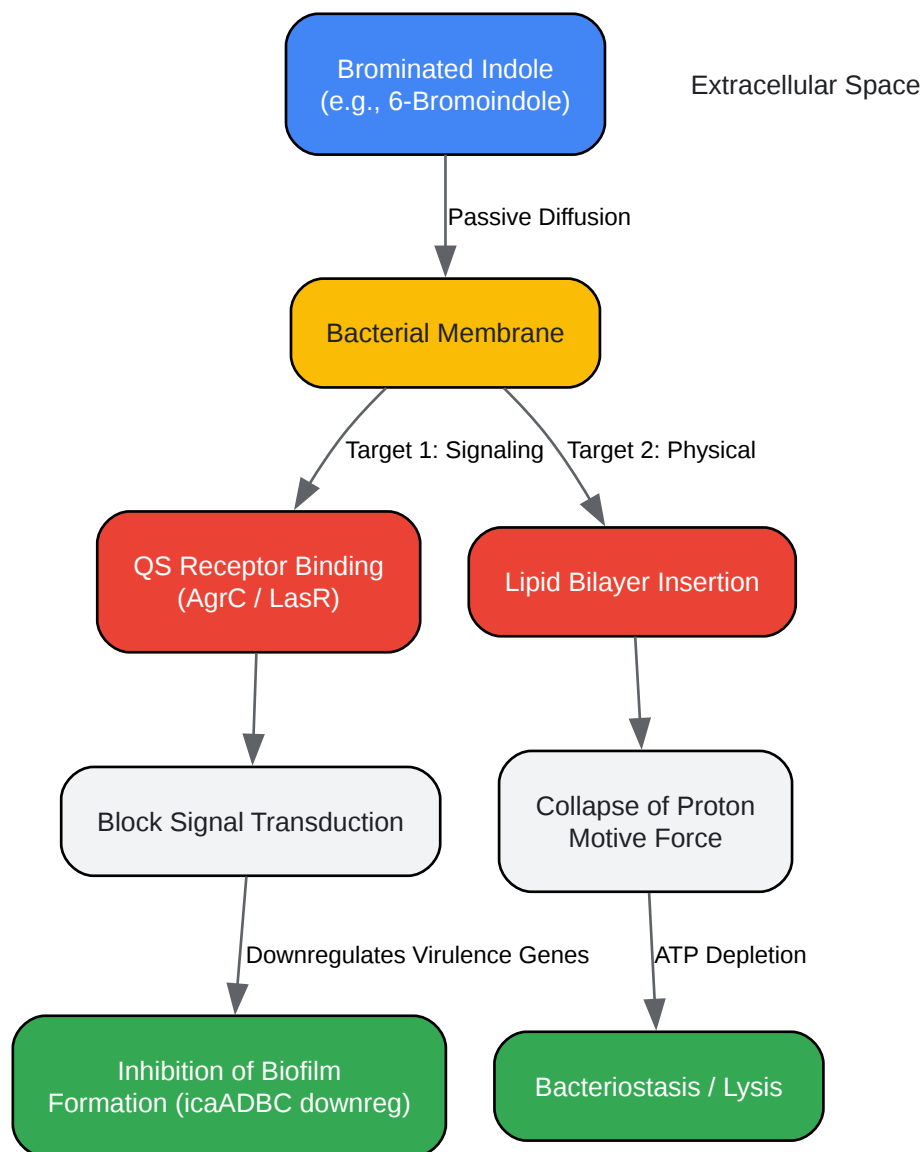 Brominated Indole
(e.g., 6-Bromoindole)
Extracellular Space
Passive Diffusion
Bacterial Membrane
Target 1: Signaling
Target 2: Physical
QS Receptor Binding
(AgrC / LasR)
Lipid Bilayer Insertion
Block Signal Transduction
Collapse of Proton
Motive Force
Downregulates Virulence Genes
ATP Depletion
Inhibition of Biofilm
Formation (icaADBC downreg)
Bacteriostasis / Lysis